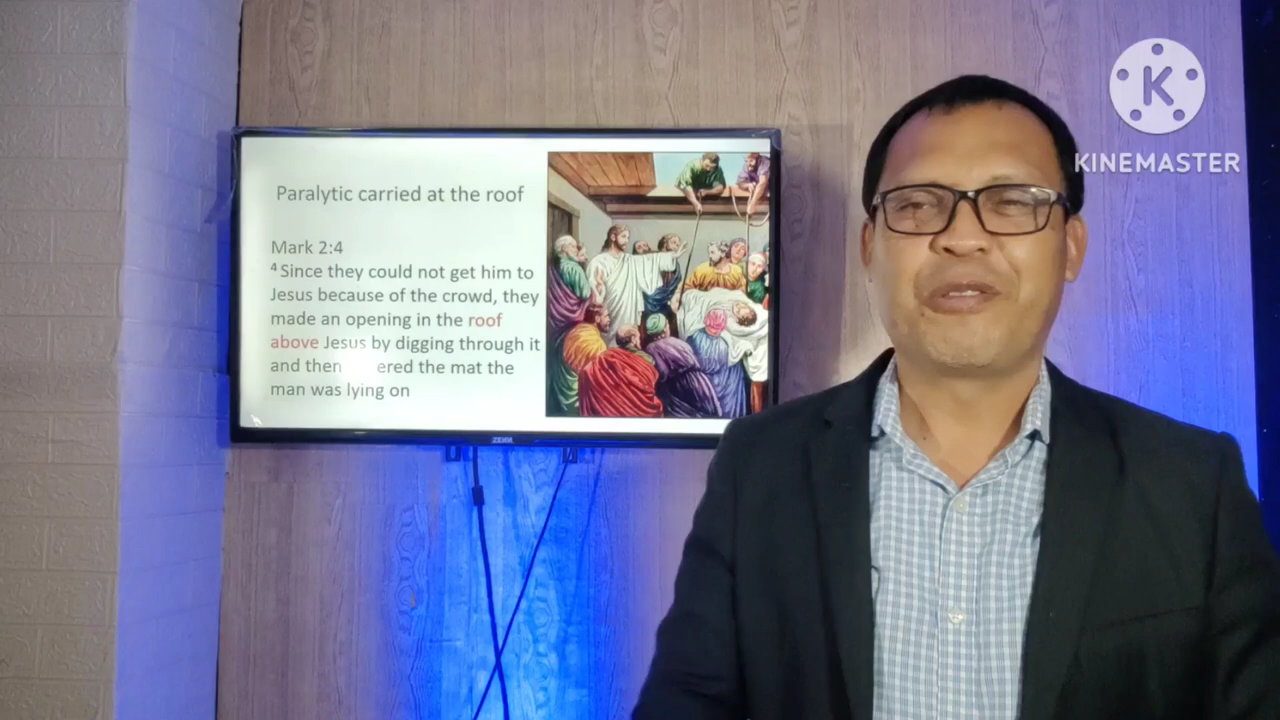 Paralytic carried at the roof
Mark 2:4
4 Since they could not get him to
Jesus because of the crowd, they
made an opening in the roof
above Jesus by digging through it
and then ered the mat the
man was lying on
K
KINEMASTER